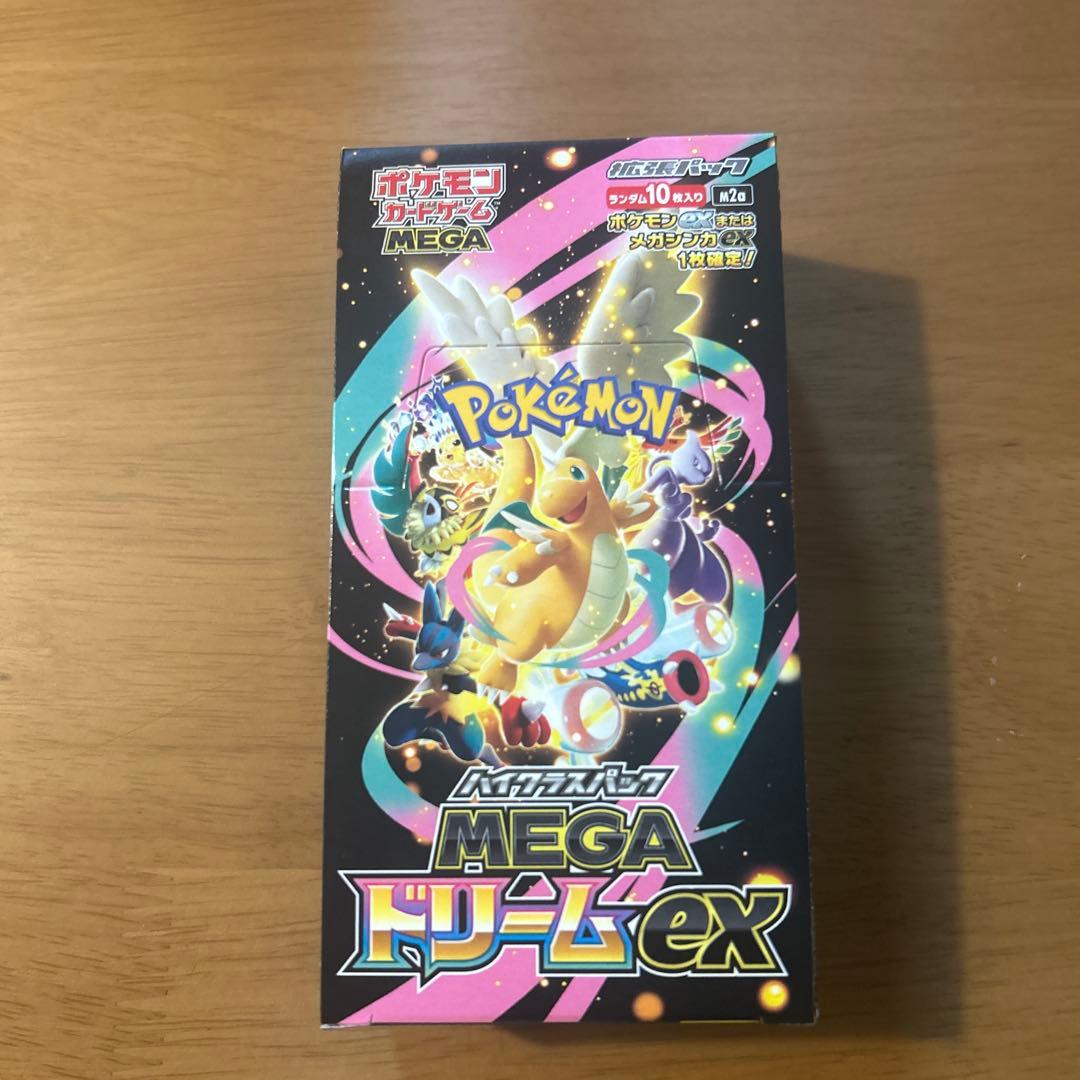 ポケモン
カードゲーム™
MEGA
拡張パック
ランダム10枚入り M2a
ポケモンexまたは
メガシンカex
1枚確定!
POKÉMON
ハイクラスパック
MEGA
ドリームex